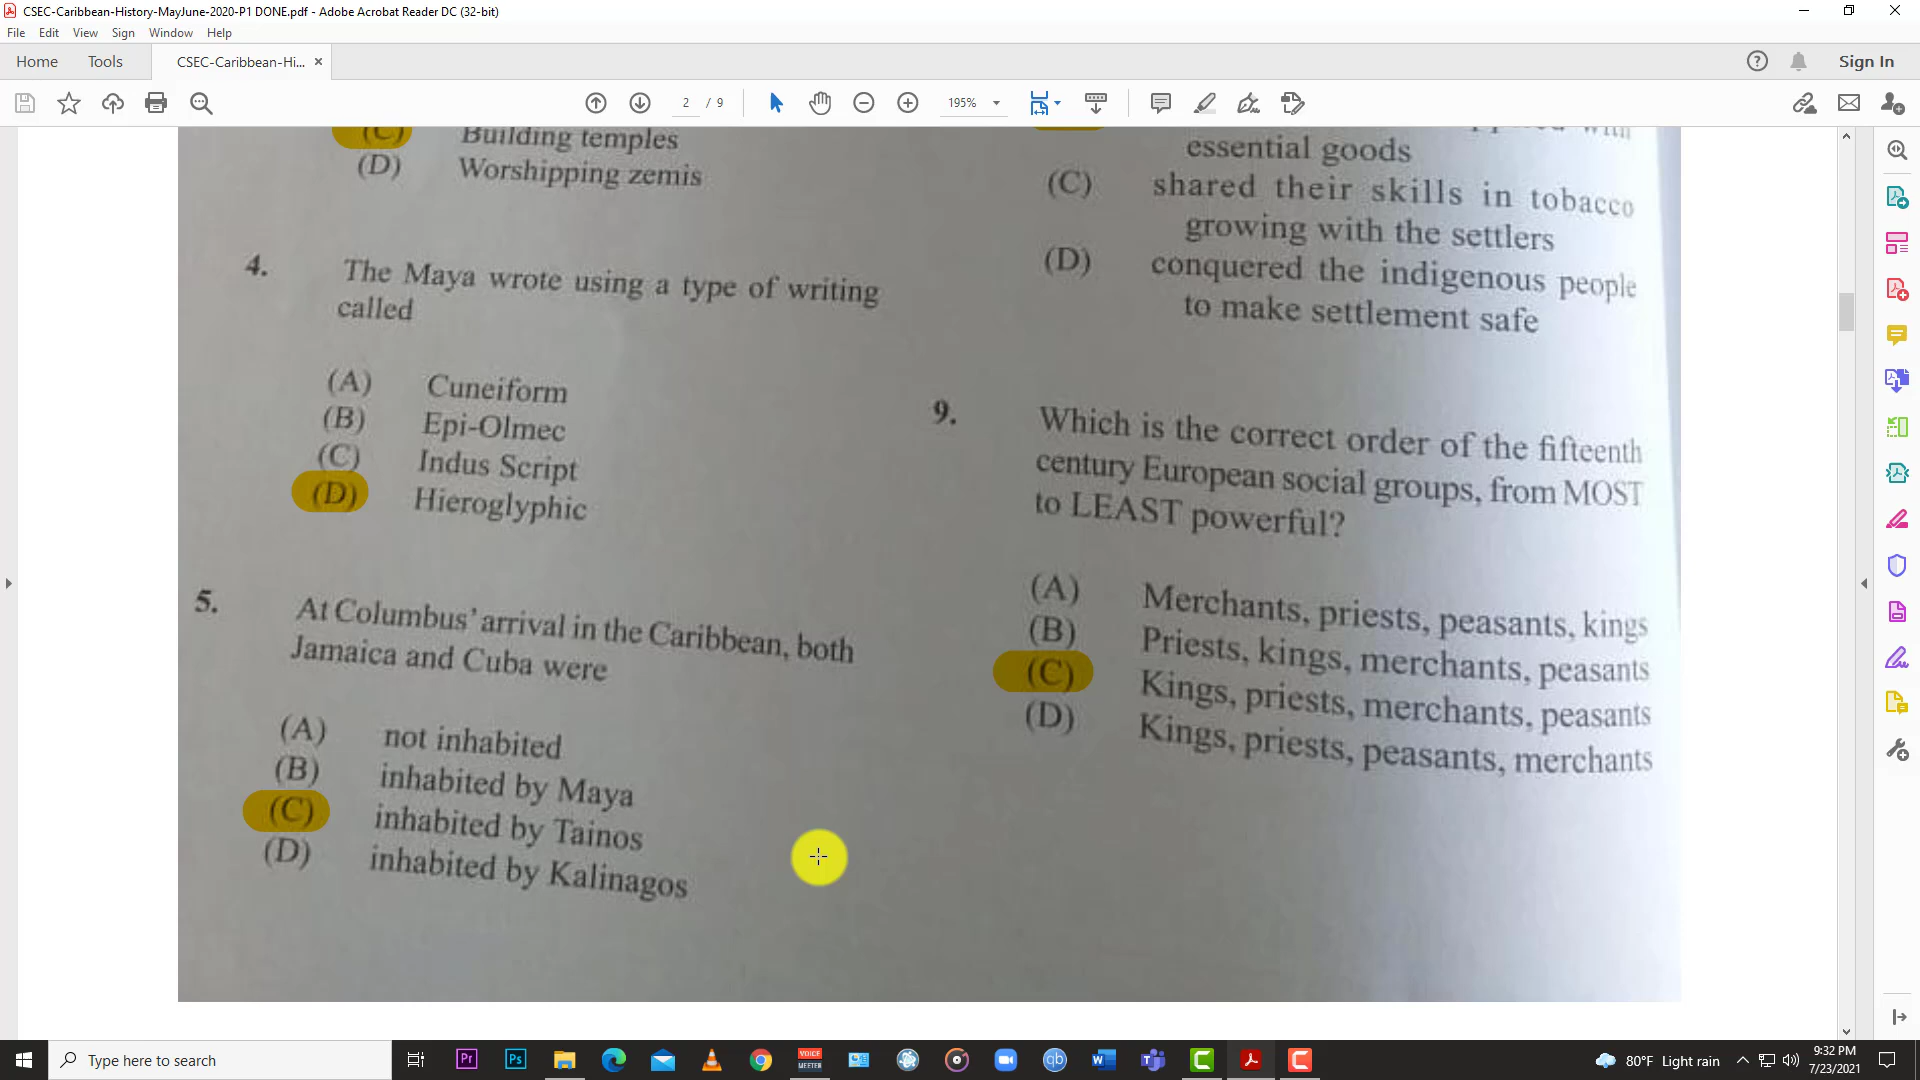 CSEC-Caribbean-History-MayJune-2020-P1 DONE.pdf - Adobe Acrobat Reader DC (32-bit)
File Edit View Sign Window Help
Home Tools CSEC-Caribbean-Hi... × Sign In
2 / 9 195%
(C) Building temples
(D) Worshipping zemis
4. The Maya wrote using a type of writing
called
(A) Cuneiform
(B) Epi-Olmec
(C) Indus Script
(D) Hieroglyphic
5. At Columbus' arrival in the Caribbean, both
Jamaica and Cuba were
(A) not inhabited
(B) inhabited by Maya
(C) inhabited by Tainos
(D) inhabited by Kalinagos
with
essential goods
(C) shared their skills in tobacco
growing with the settlers
(D) conquered the indigenous people
to make settlement safe
9. Which is the correct order of the fifteenth
century European social groups, from MOST
to LEAST powerful?
(A) Merchants, priests, peasants, kings
(B) Priests, kings, merchants, peasants
(C) Kings, priests, merchants, peasants
(D) Kings, priests, peasants, merchants
Type here to search
Pr
Ps
VOICE
MEETER
qb
80°F Light rain
9:32 PM
7/23/2021